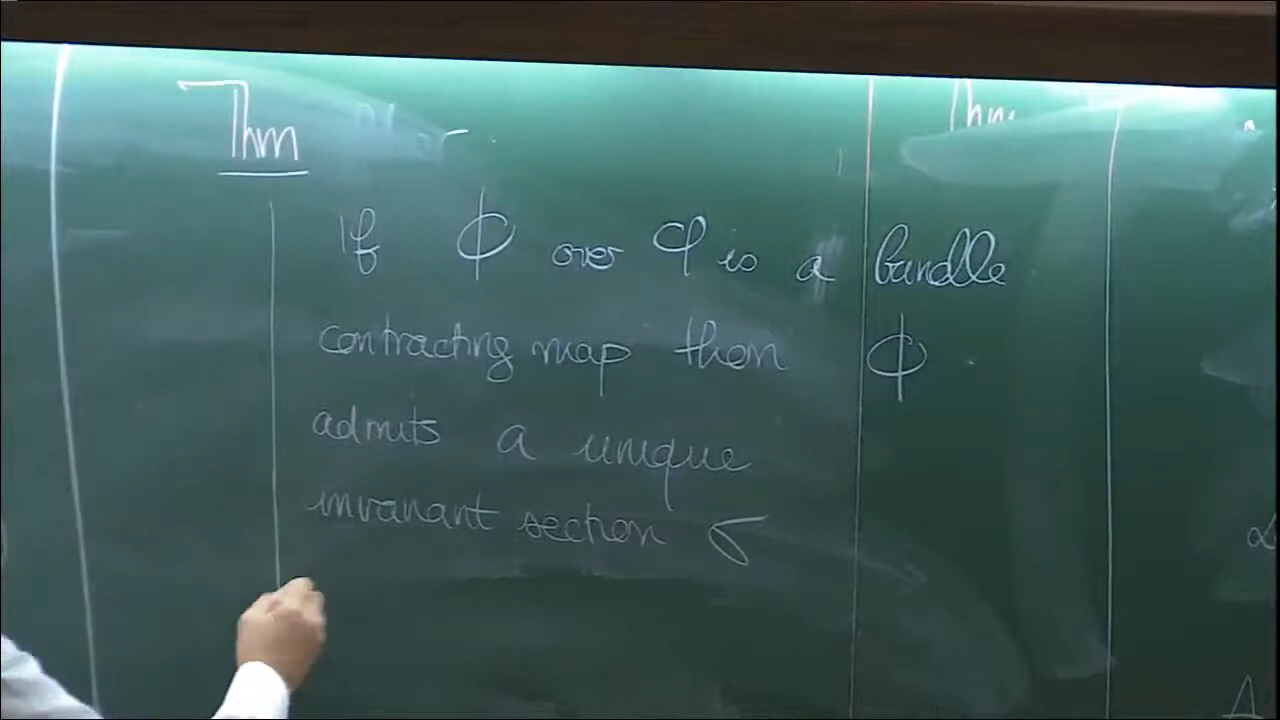 Thm
If Φ over φ is a bundle
contracting map then Φ
admits a unique
invariant section σ
Thm